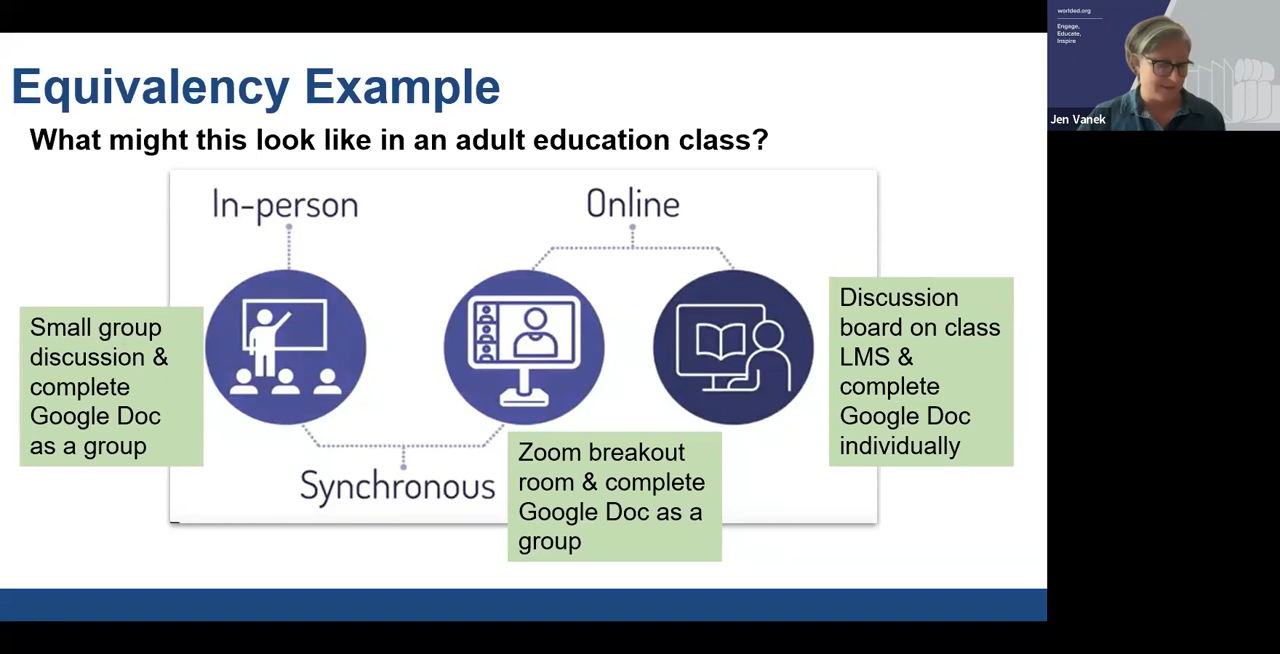 Equivalency Example
What might this look like in an adult education class?
In-person
Online
Small group
discussion &
complete
Google Doc
as a group
Synchronous
Zoom breakout
room & complete
Google Doc as a
group
Discussion
board on class
LMS &
complete
Google Doc
individually
worlded.org
Engage,
Educate,
Inspire
Jen Vanek